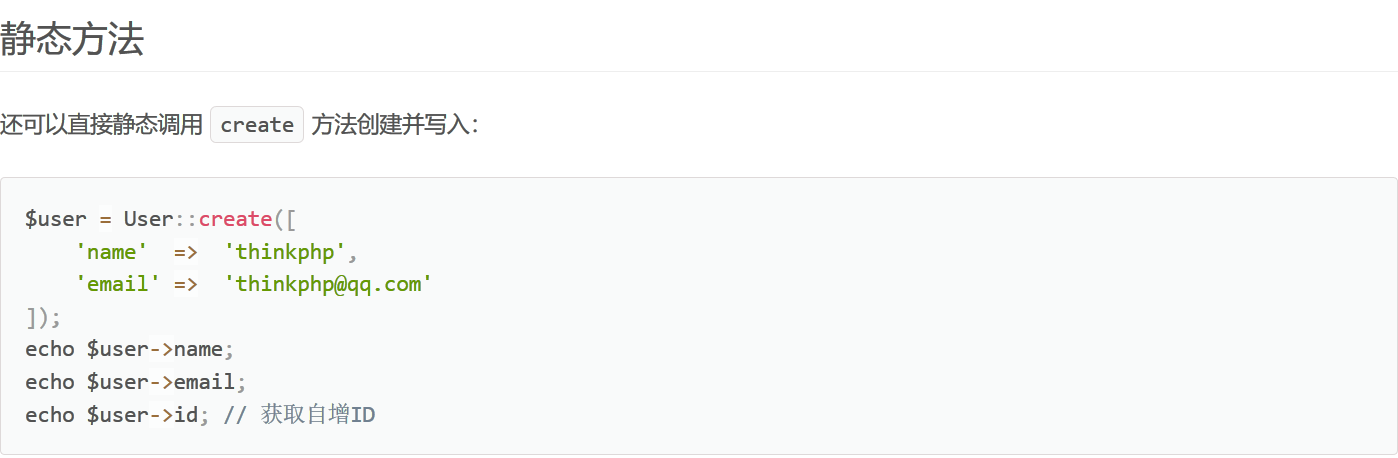 静态方法
还可以直接静态调用 create 方法创建并写入：
$user = User::create([
    'name'  =>  'thinkphp',
    'email' =>  'thinkphp@qq.com'
]);
echo $user->name;
echo $user->email;
echo $user->id; // 获取自增ID